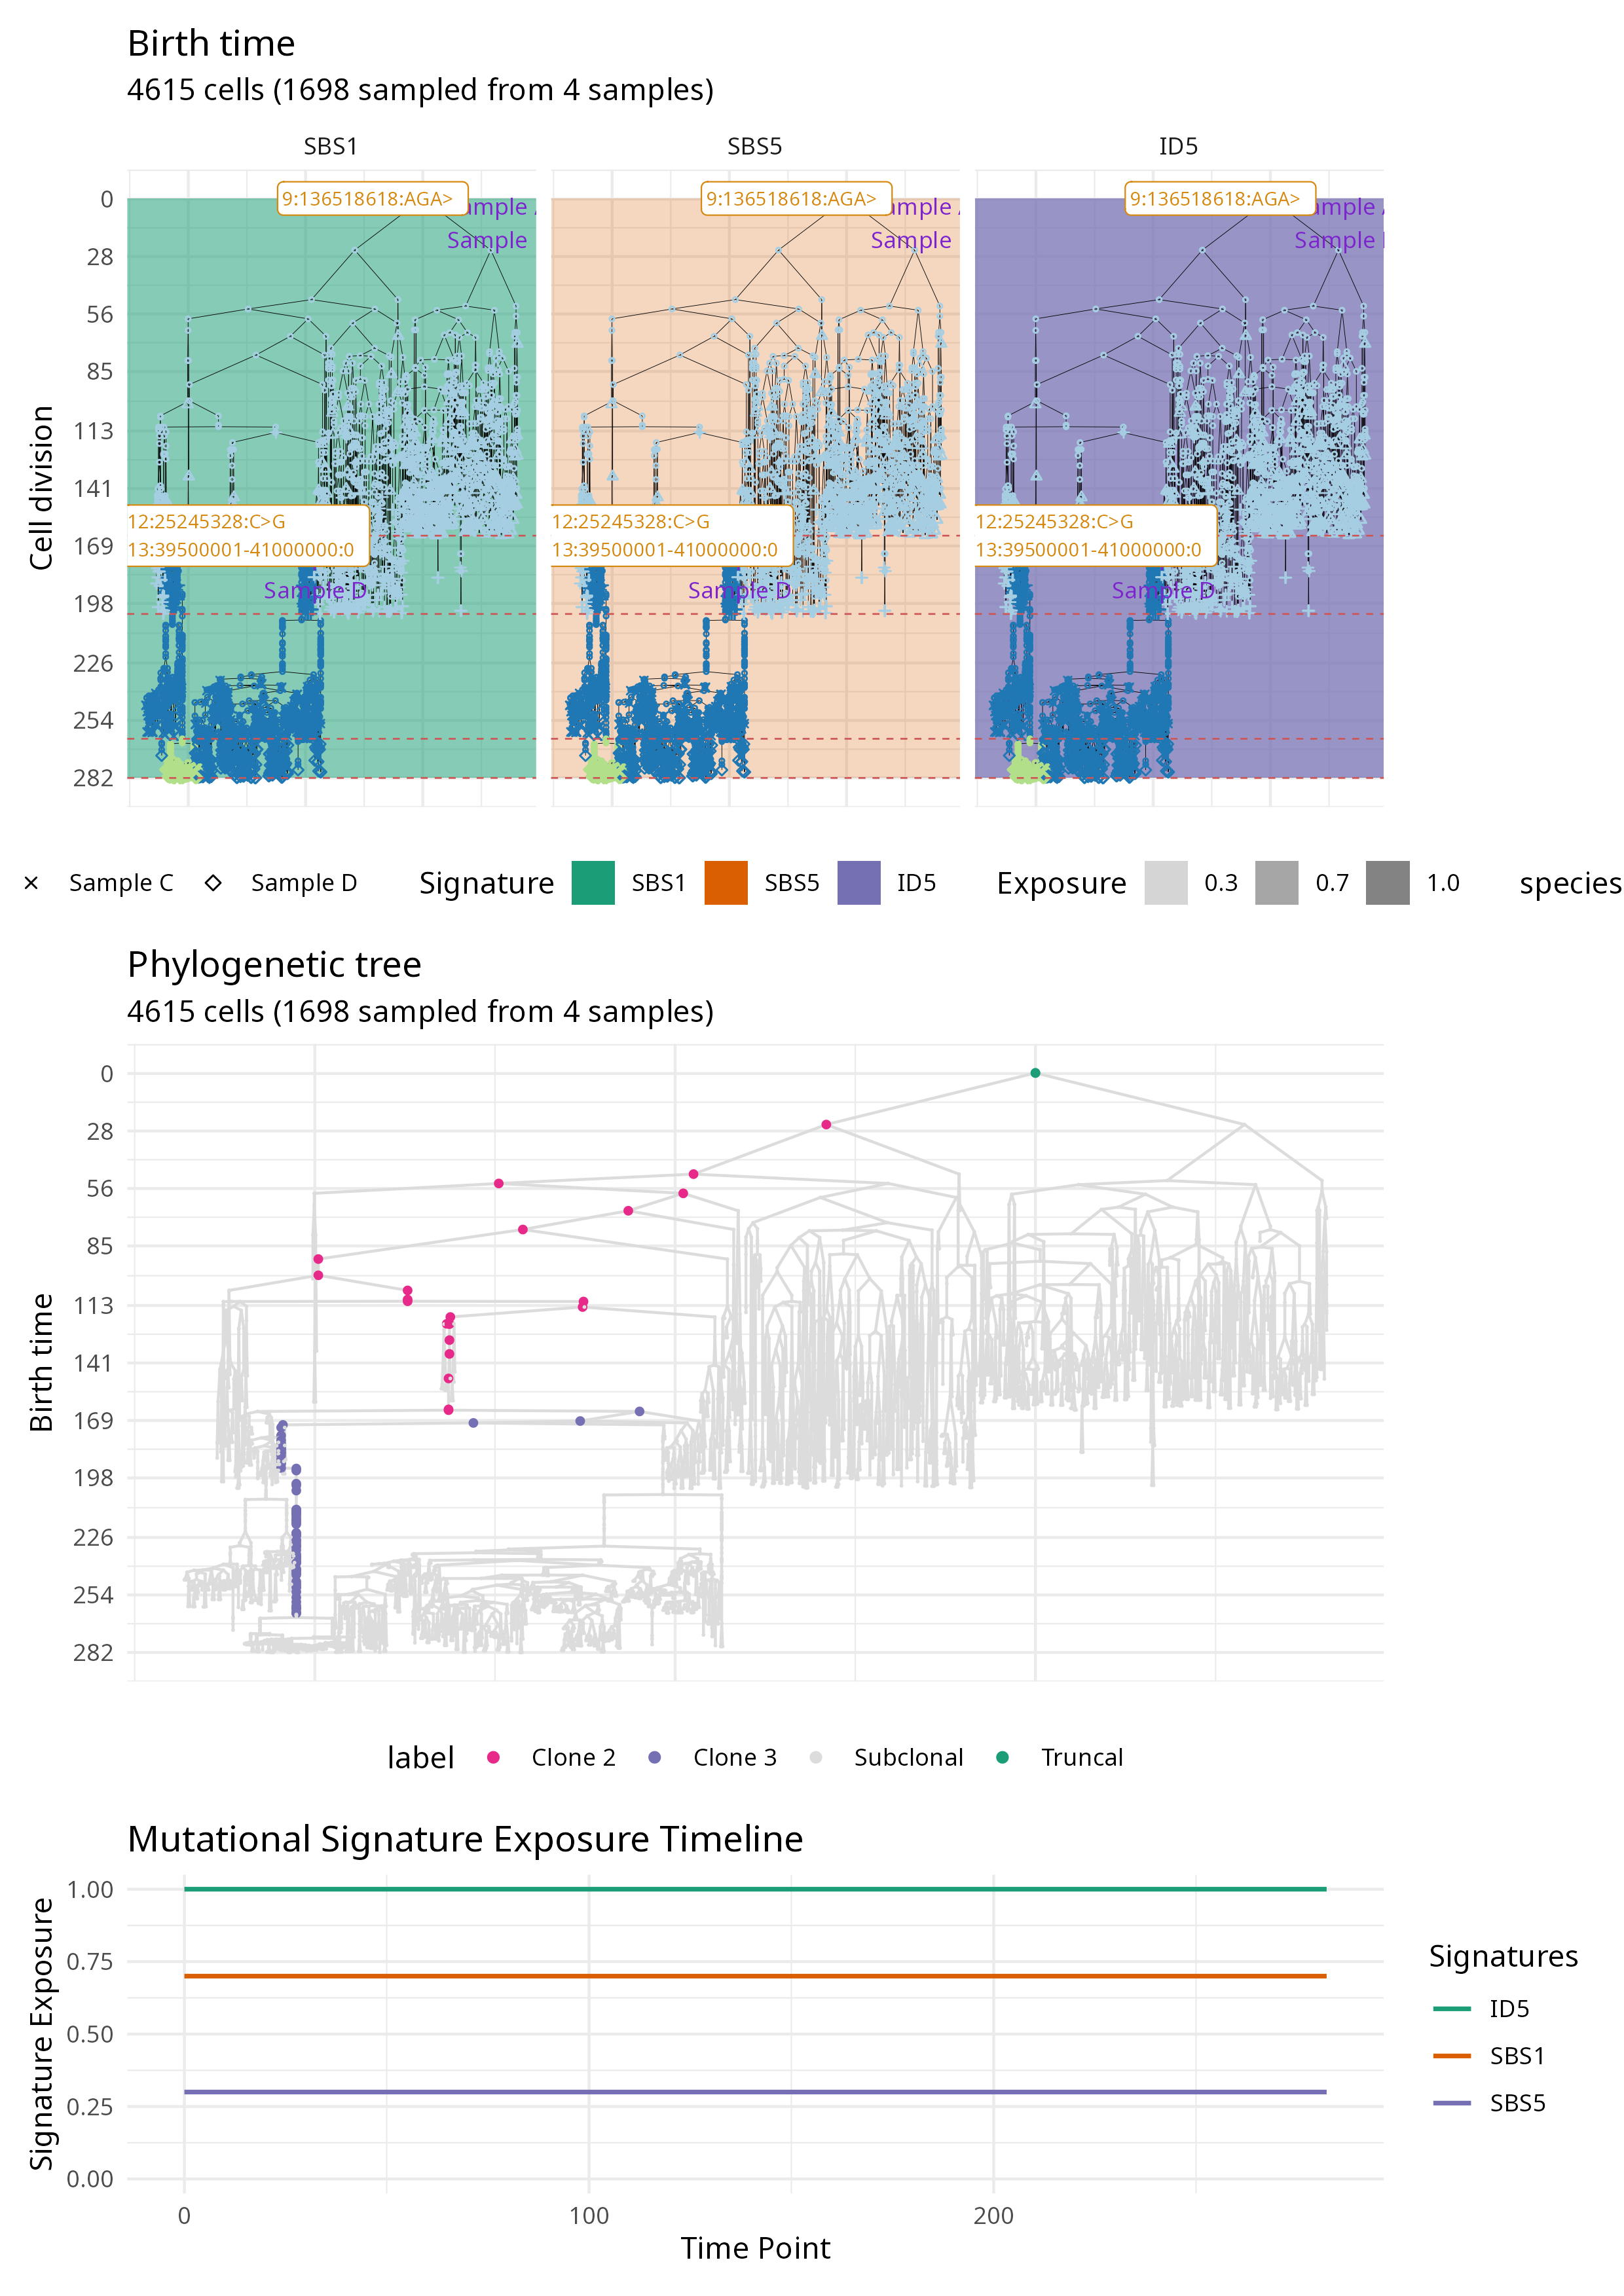 Birth time
4615 cells (1698 sampled from 4 samples)
SBS1 SBS5 ID5
Cell division
0
28
56
85
113
141
169
198
226
254
282
9:136518618:AGA>
Sample
12:25245328:C>G
13:39500001-41000000:0
Sample D
9:136518618:AGA>
Sample
12:25245328:C>G
13:39500001-41000000:0
Sample D
9:136518618:AGA>
Sample
12:25245328:C>G
13:39500001-41000000:0
Sample D
Sample C Sample D Signature SBS1 SBS5 ID5 Exposure 0.3 0.7 1.0 species
Phylogenetic tree
4615 cells (1698 sampled from 4 samples)
Birth time
0
28
56
85
113
141
169
198
226
254
282
label Clone 2 Clone 3 Subclonal Truncal
Mutational Signature Exposure Timeline
Signature Exposure
1.00
0.75
0.50
0.25
0.00
0 100 200
Time Point
Signatures
ID5
SBS1
SBS5